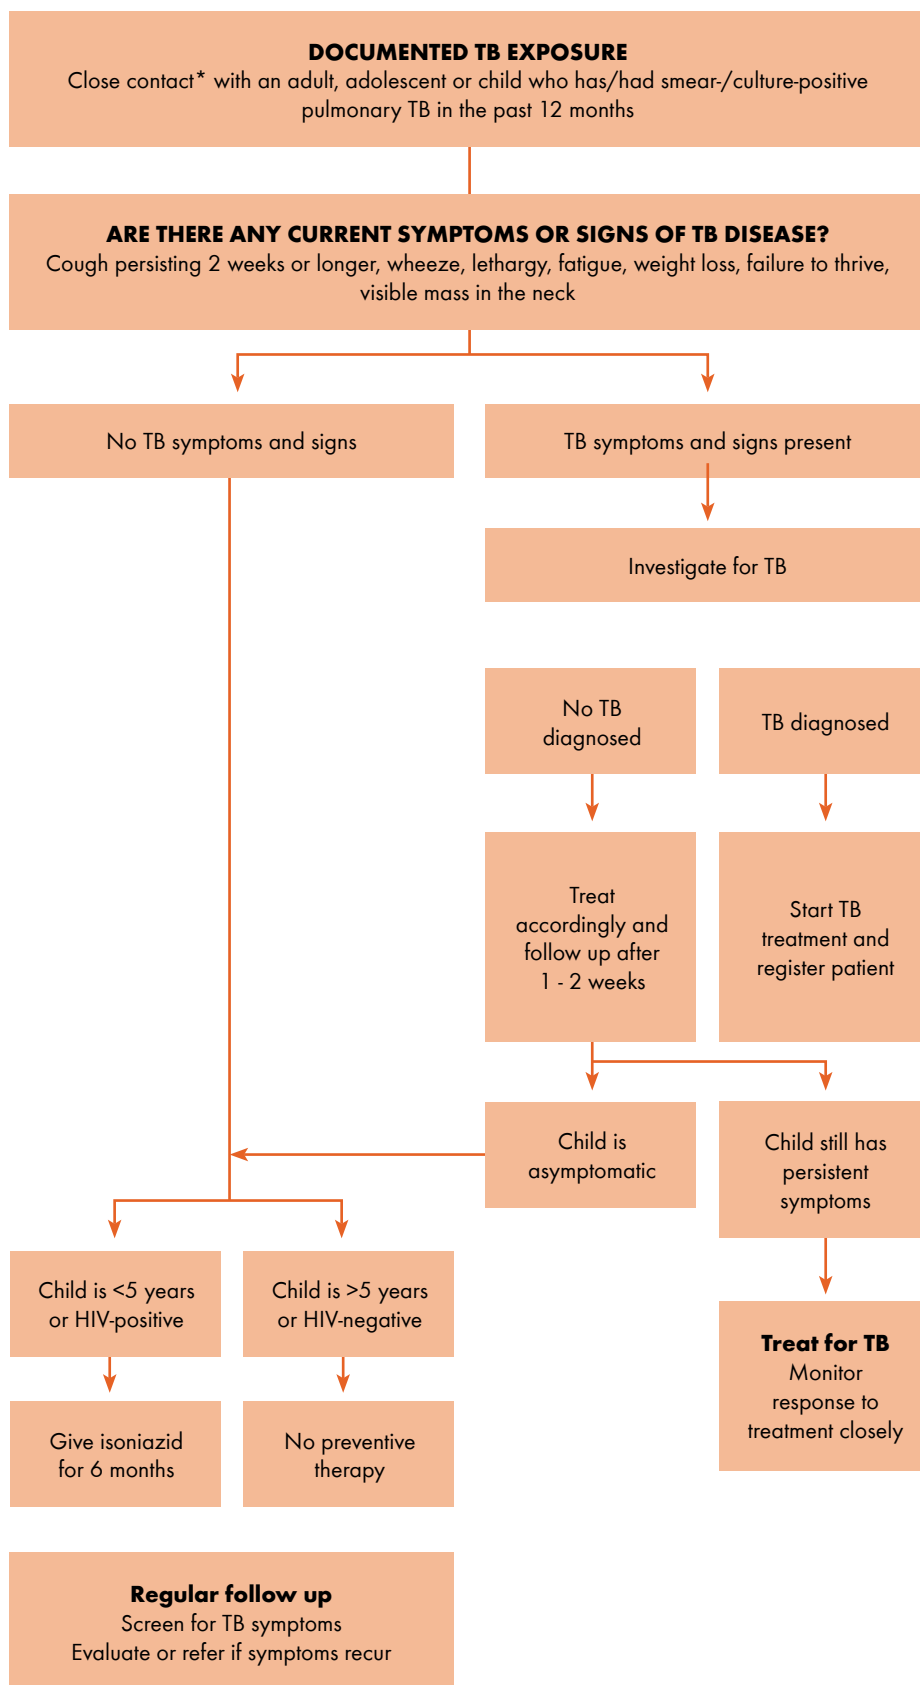 DOCUMENTED TB EXPOSURE
Close contact* with an adult, adolescent or child who has/had smear-/culture-positive
pulmonary TB in the past 12 months
ARE THERE ANY CURRENT SYMPTOMS OR SIGNS OF TB DISEASE?
Cough persisting 2 weeks or longer, wheeze, lethargy, fatigue, weight loss, failure to thrive,
visible mass in the neck
No TB symptoms and signs
TB symptoms and signs present
Investigate for TB
No TB
diagnosed
TB diagnosed
Treat
accordingly and
follow up after
1 - 2 weeks
Start TB
treatment and
register patient
Child is
asymptomatic
Child still has
persistent
symptoms
Child is <5 years
or HIV-positive
Child is >5 years
or HIV-negative
Treat for TB
Monitor
response to
treatment closely
Give isoniazid
for 6 months
No preventive
therapy
Regular follow up
Screen for TB symptoms
Evaluate or refer if symptoms recur